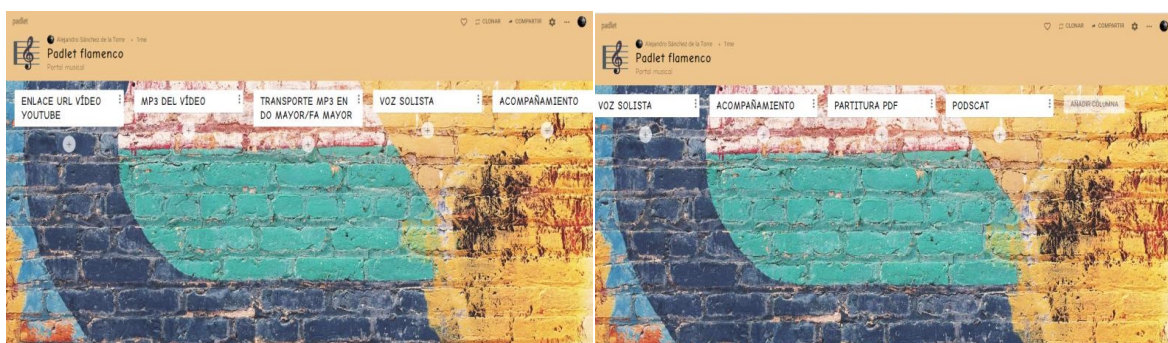 padlet
CLONAR COMPARTIR
Alejandro Sánchez de la Torre • 1me
Padlet flamenco
Portal musical
ENLACE URL VÍDEO
YOUTUBE
MP3 DEL VÍDEO
TRANSPORTE MP3 EN
DO MAYOR/FA MAYOR
VOZ SOLISTA
ACOMPAÑAMIENTO
padlet
CLONAR COMPARTIR
Alejandro Sánchez de la Torre • 1me
Padlet flamenco
Portal musical
VOZ SOLISTA
ACOMPAÑAMIENTO
PARTITURA PDF
PODSCAT
AÑADIR COLUMNA